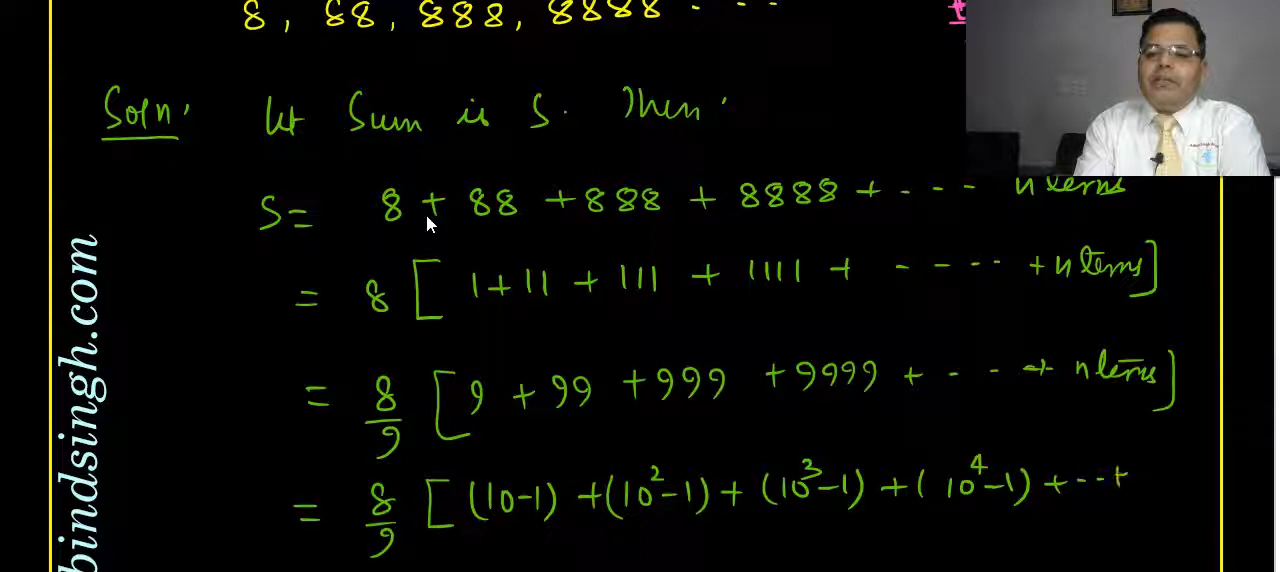 8, 88, 888, 8888 - - - -
Soln. let Sum is S. Then,
S = 8 + 88 + 888 + 8888 + - - - n terms
= 8 [ 1 + 11 + 111 + 1111 + - - - - + n terms ]
= 8/9 [ 9 + 99 + 999 + 9999 + - - + n terms ]
= 8/9 [ (10-1) + (10²-1) + (10³-1) + (10⁴-1) + - - +
bindsingh.com